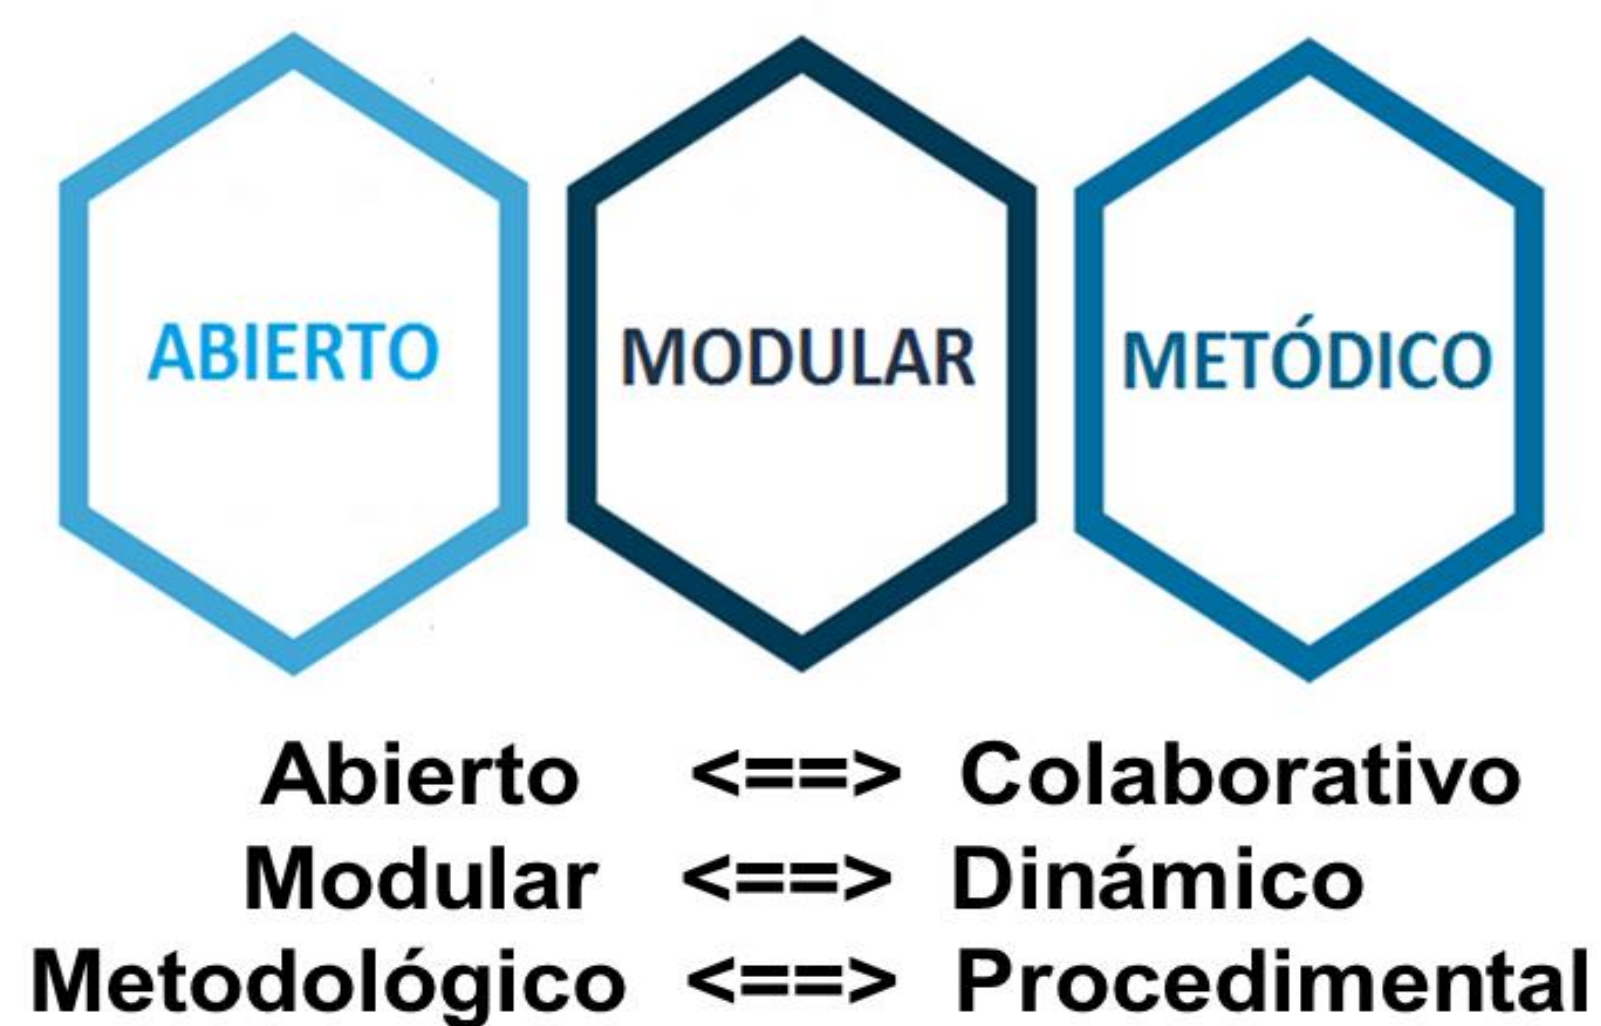 ABIERTO
MODULAR
METÓDICO
Abierto <==> Colaborativo
Modular <==> Dinámico
Metodológico <==> Procedimental